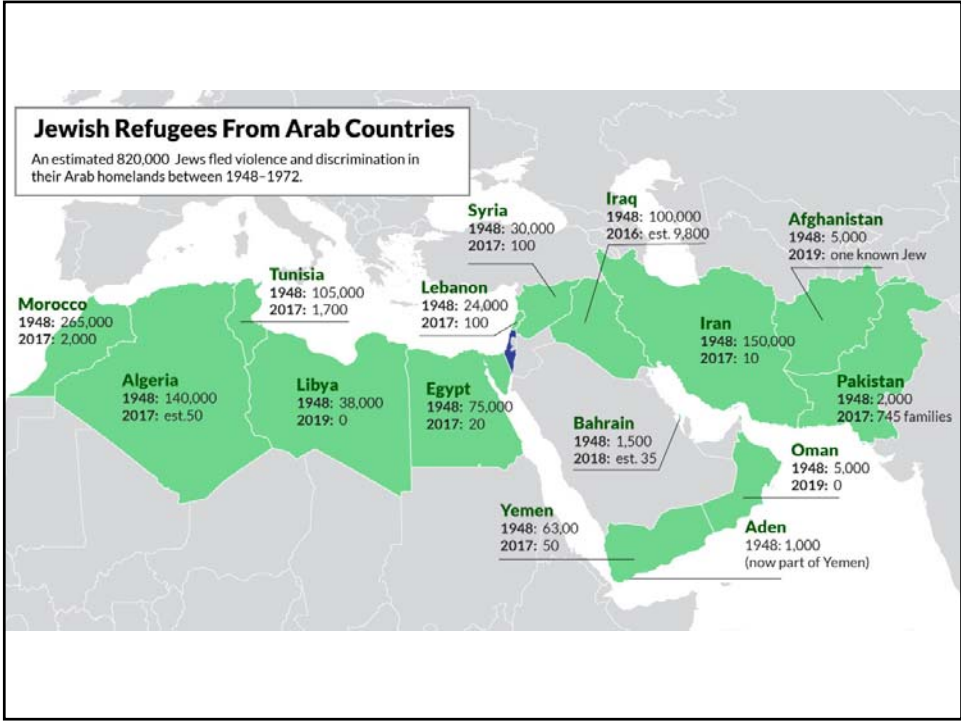 Jewish Refugees From Arab Countries
An estimated 820,000 Jews fled violence and discrimination in
their Arab homelands between 1948–1972.
Morocco
1948: 265,000
2017: 2,000
Algeria
1948: 140,000
2017: est.50
Tunisia
1948: 105,000
2017: 1,700
Libya
1948: 38,000
2019: 0
Egypt
1948: 75,000
2017: 20
Lebanon
1948: 24,000
2017: 100
Syria
1948: 30,000
2017: 100
Iraq
1948: 100,000
2016: est. 9,800
Iran
1948: 150,000
2017: 10
Afghanistan
1948: 5,000
2019: one known Jew
Pakistan
1948: 2,000
2017: 745 families
Bahrain
1948: 1,500
2018: est. 35
Oman
1948: 5,000
2019: 0
Yemen
1948: 63,00
2017: 50
Aden
1948: 1,000
(now part of Yemen)